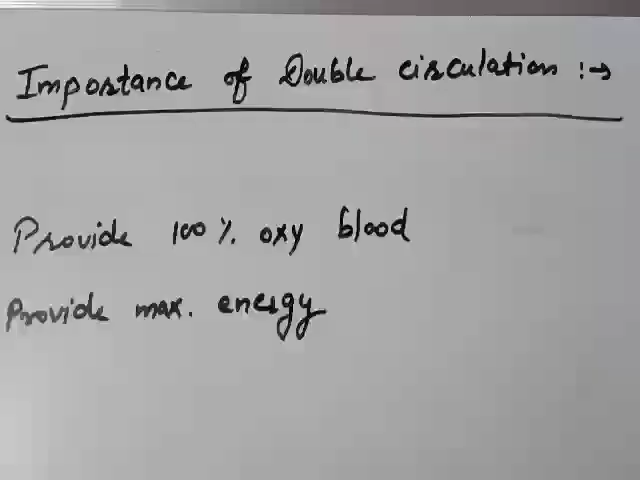 Importance of Double circulation :→
Provide 100% oxy blood
Provide max. energy